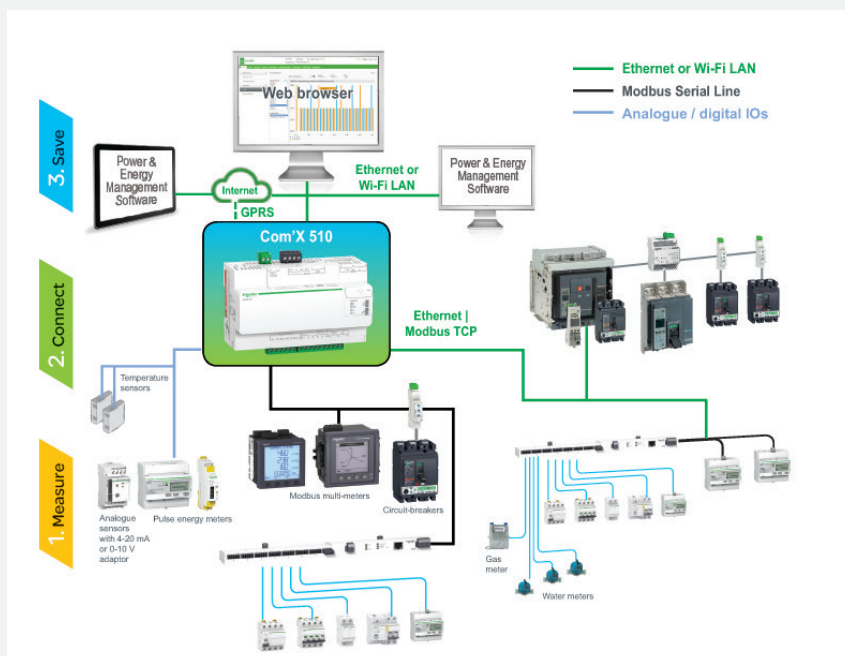 Web browser
Ethernet or Wi-Fi LAN
Modbus Serial Line
Analogue / digital IOs
3. Save
Power &
Energy
Management
Software
Internet
GPRS
Ethernet or
Wi-Fi LAN
Power & Energy
Management
Software
Com'X 510
2. Connect
Ethernet |
Modbus TCP
Temperature
sensors
1. Measure
Analogue
sensors
with 4-20 mA
or 0-10 V
adaptor
Pulse energy meters
Modbus multi-meters
Circuit-breakers
Gas
meter
Water meters